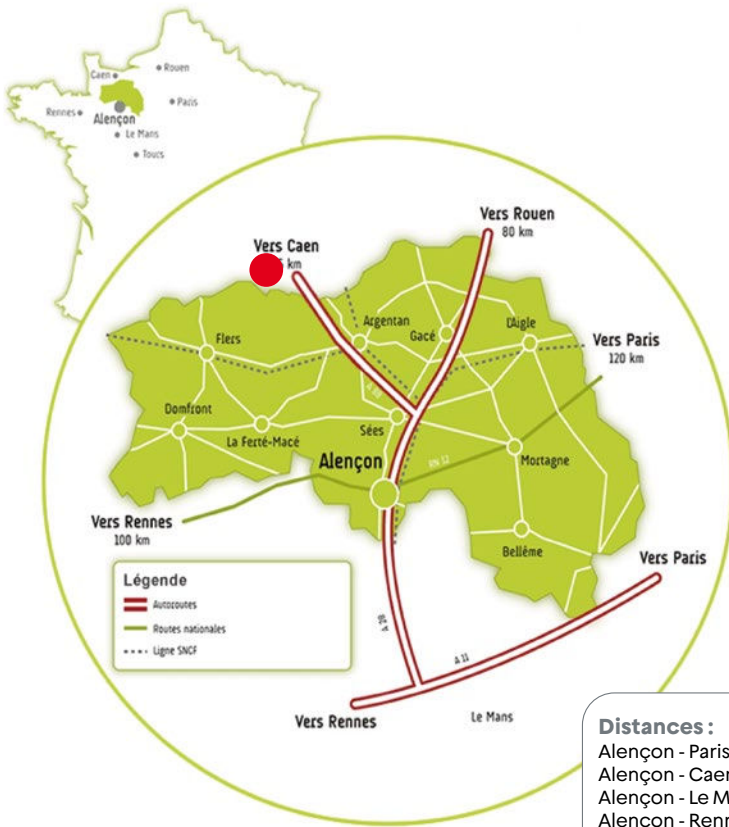 Caen
Rouen
Rennes
Paris
Alençon
Le Mans
Tours
Vers Rouen
80 km
Vers Caen
km
Argentan
Gacé
L'Aigle
Flers
Vers Paris
120 km
Domfront
La Ferté-Macé
Sées
Alençon
RN 12
Mortagne
Vers Rennes
100 km
Bellême
Vers Paris
Légende
Autoroutes
Routes nationales
Ligne SNCF
A 28
A 11
Vers Rennes
Le Mans
Distances :
Alençon - Paris
Alençon - Caen
Alençon - Le M
Alençon - Renn